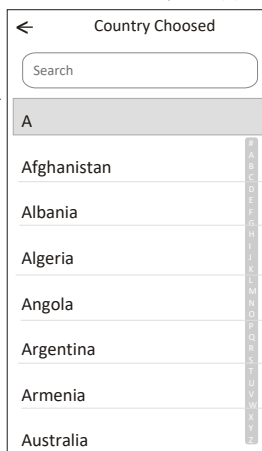 Country Choosed
Search
A
Afghanistan
Albania
Algeria
Angola
Argentina
Armenia
Australia
#
A
B
C
D
E
F
G
H
I
J
K
L
M
N
O
P
Q
R
S
T
U
V
W
X
Y
Z